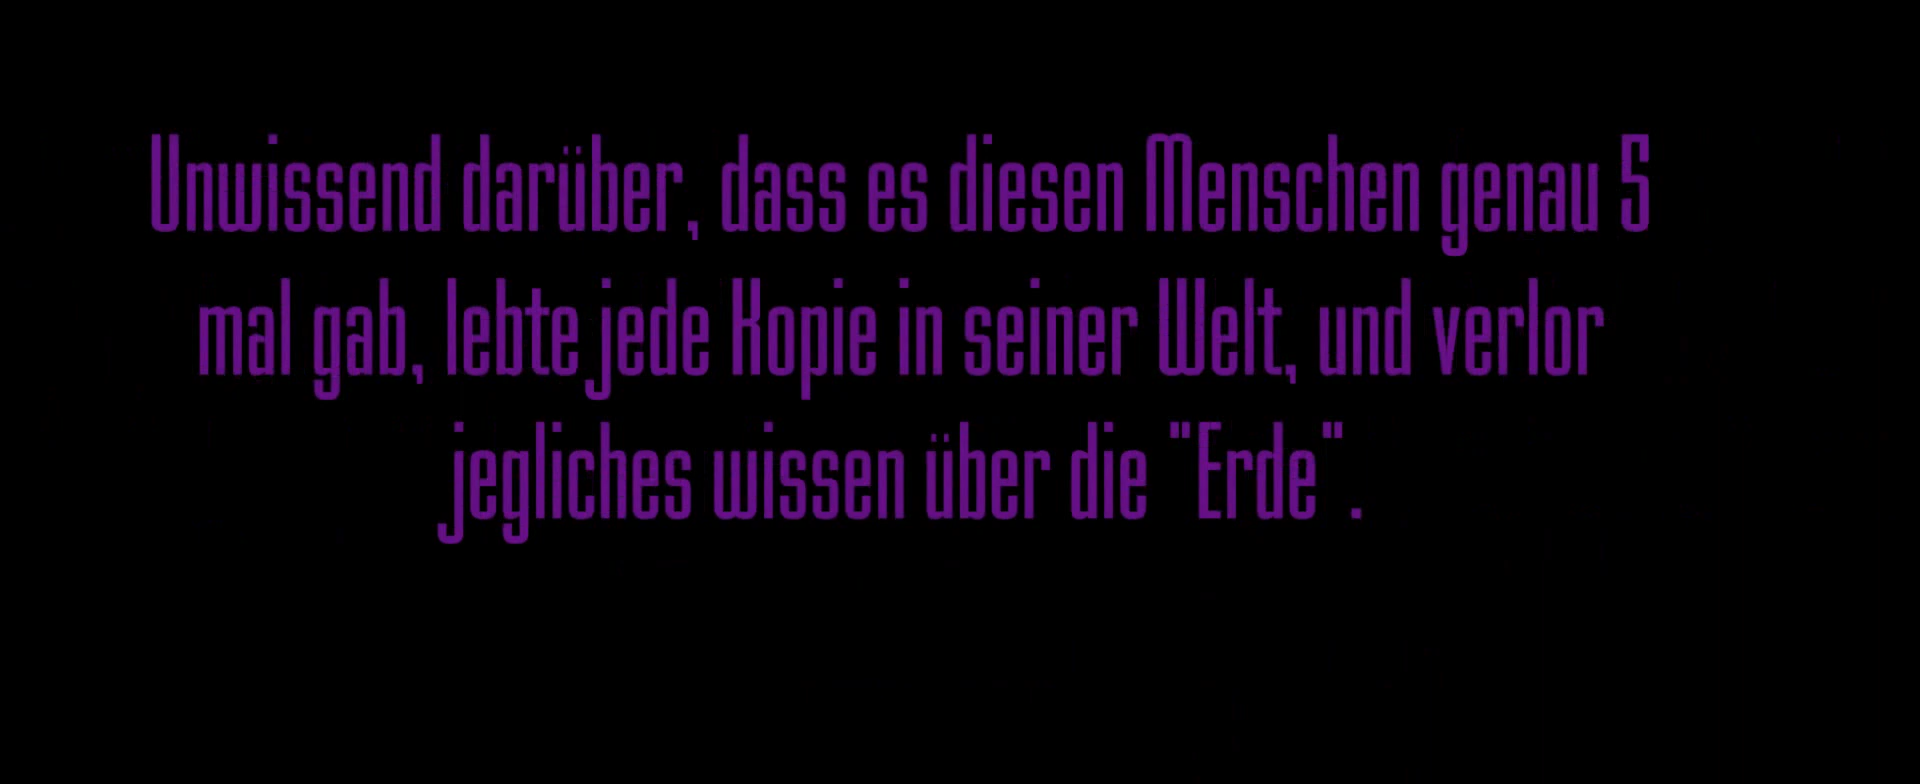 Unwissend darüber, dass es diesen Menschen genau 5
mal gab, lebte jede Kopie in seiner Welt, und verlor
jegliches wissen über die "Erde".